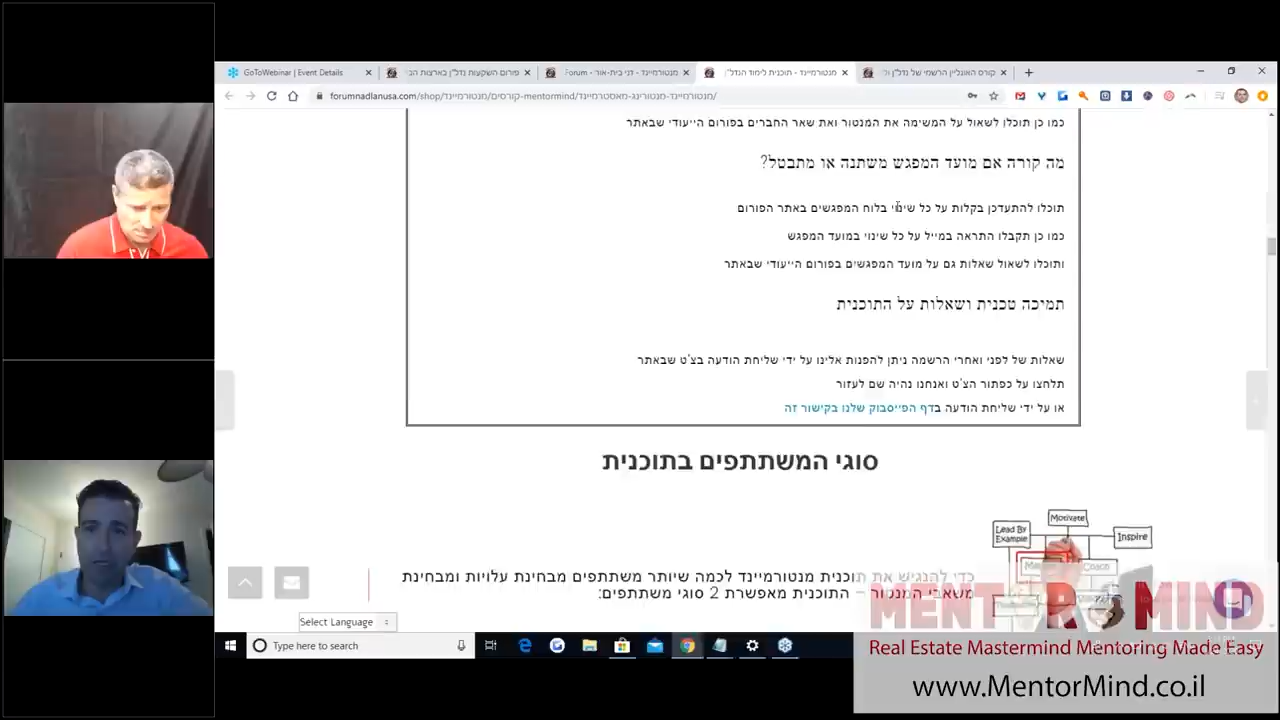 GoToWebinar | Event Details
פורום השקעות נדל"ן בארצות הבי
מנטורמיינד - דני בית-אור - Forum
מנטורמיינד - תוכנית לימוד הנדל"ן
קורס האונליין הרשמי של נדל"ן ול
forumnadlanusa.com/shop/מנטורמיינד/קורסים-mentormind/מנטורמיינד-מנטורינג-מאסטרמיינד/
כמו כן תוכלו לשאול על המשימה את המנטור ואת שאר החברים בפורום הייעודי שבאתר
מה קורה אם מועד המפגש משתנה או מתבטל?
תוכלו להתעדכן בקלות על כל שינוי בלוח המפגשים באתר הפורום
כמו כן תקבלו התראה במייל על כל שינוי במועד המפגש
ותוכלו לשאול שאלות גם על מועד המפגשים בפורום הייעודי שבאתר
תמיכה טכנית ושאלות על התוכנית
שאלות של לפני ואחרי הרשמה ניתן להפנות אלינו על ידי שליחת הודעה בצ'ט שבאתר
תלחצו על כפתור הצ'ט ואנחנו נהיה שם לעזור
או על ידי שליחת הודעה בדף הפייסבוק שלנו בקישור זה
סוגי המשתתפים בתוכנית
Motivate
Lead By
Example
Inspire
Coach
כדי להנגיש את תוכנית מנטורמיינד לכמה שיותר משתתפים מבחינת עלויות ומבחינת
משאבי המנטור – התוכנית מאפשרת 2 סוגי משתתפים:
MENTORMIND
Select Language
Type here to search
Real Estate Mastermind Mentoring Made Easy
www.MentorMind.co.il